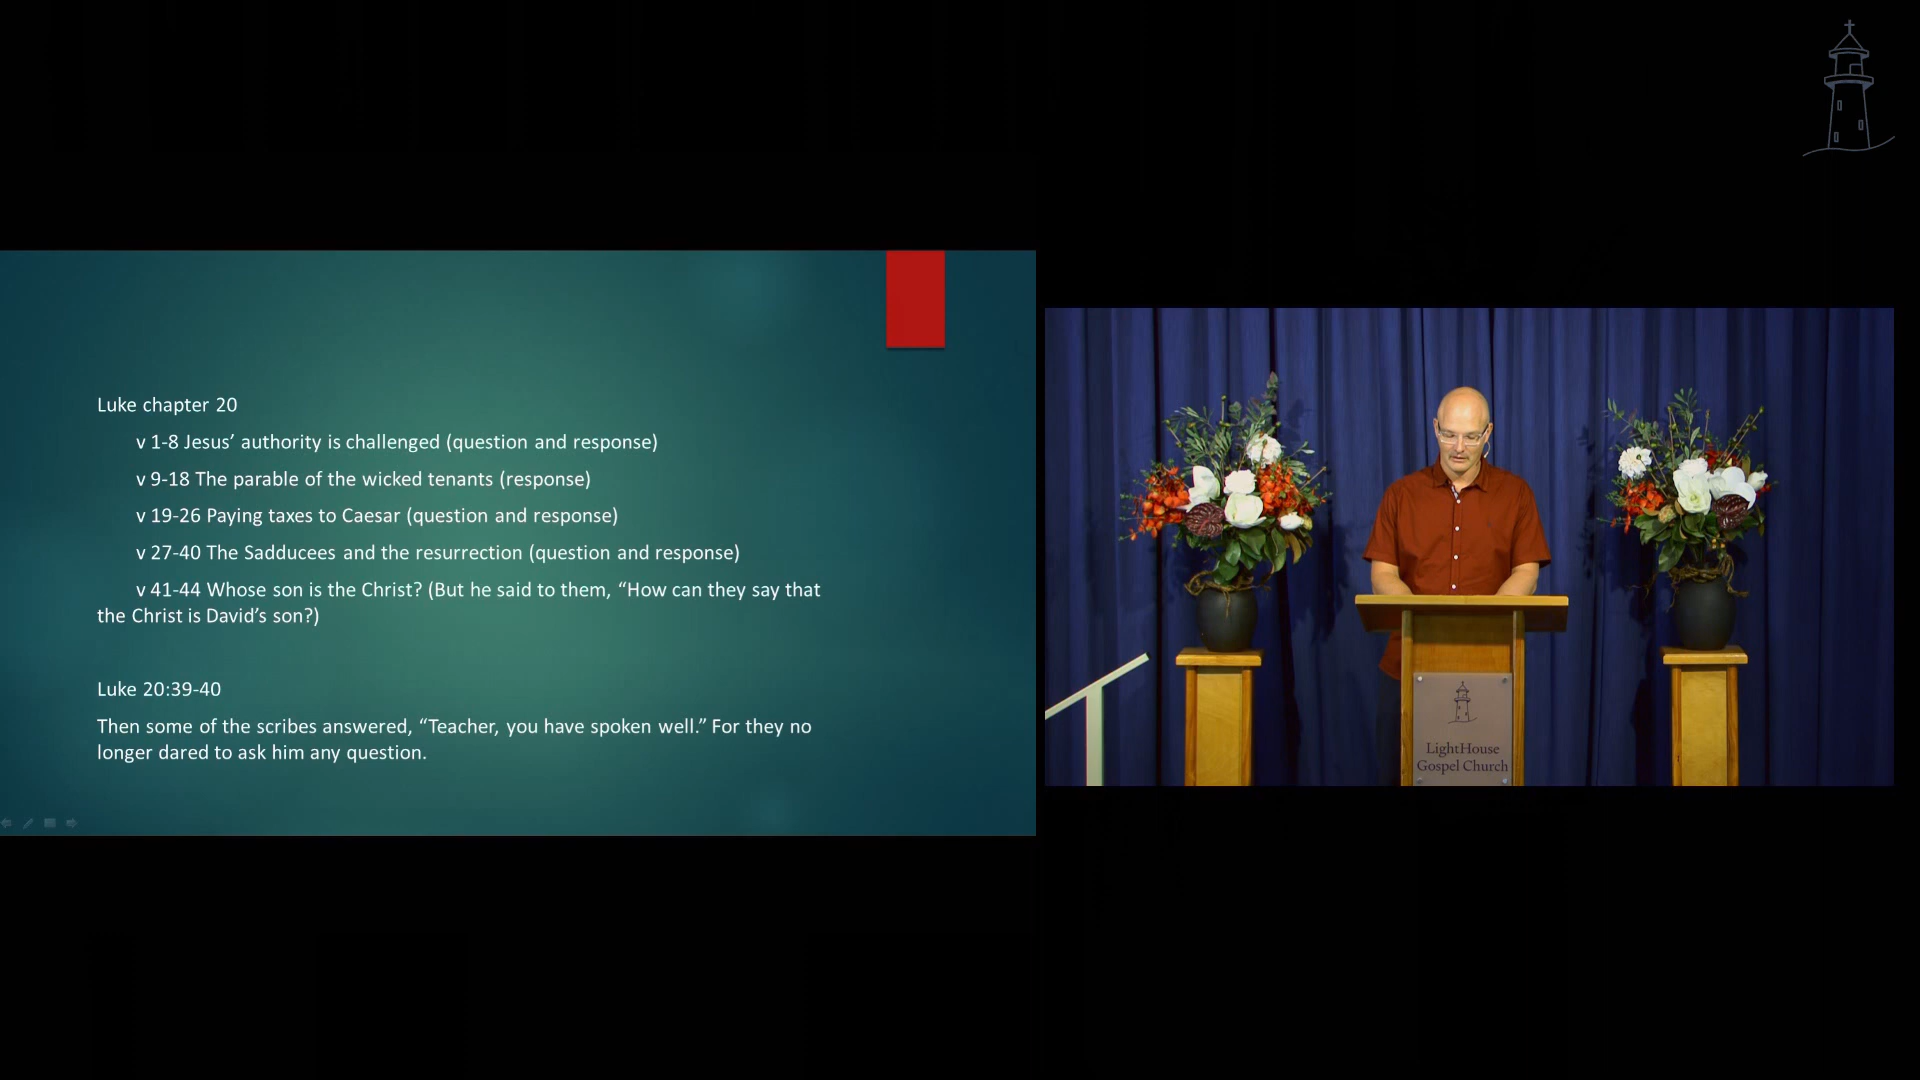 Luke chapter 20
v 1-8 Jesus’ authority is challenged (question and response)
v 9-18 The parable of the wicked tenants (response)
v 19-26 Paying taxes to Caesar (question and response)
v 27-40 The Sadducees and the resurrection (question and response)
v 41-44 Whose son is the Christ? (But he said to them, “How can they say that
the Christ is David’s son?)
Luke 20:39-40
Then some of the scribes answered, “Teacher, you have spoken well.” For they no
longer dared to ask him any question.
LightHouse
Gospel Church